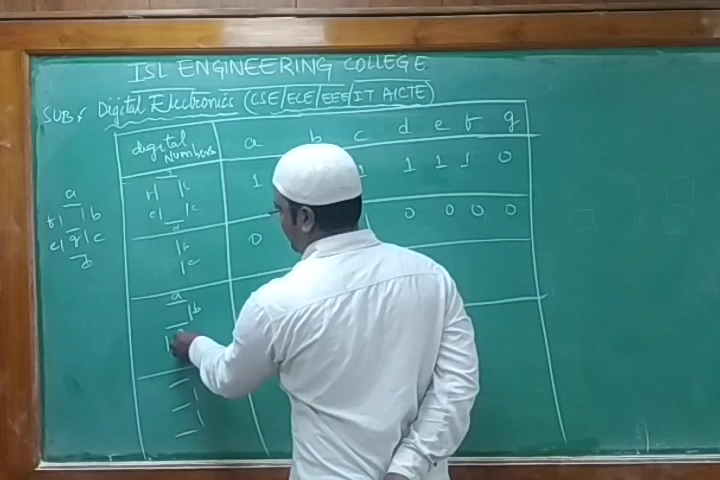 ISL ENGINEERING COLLEGE
SUB:- Digital Electronics (CSE/ECE/EEE/IT AICTE)
digital Numbers a b c d e f g
a
f b
g
e c
d
1 1 1 1 1 0
e c
d
0 0 0 0 0
b
c
a
b